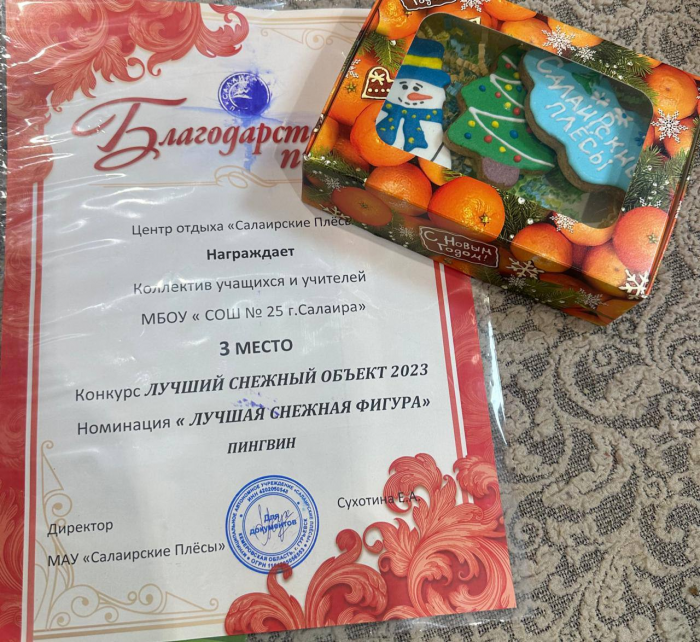 Благодарст
п
Центр отдыха «Салаирские Плёс
Награждает
Коллектив учащихся и учителей
МБОУ « СОШ № 25 г.Салаира»
3 МЕСТО
Конкурс ЛУЧШИЙ СНЕЖНЫЙ ОБЪЕКТ 2023
Номинация « ЛУЧШАЯ СНЕЖНАЯ ФИГУРА»
ПИНГВИН
Сухотина Е.А.
Директор
МАУ «Салаирские Плёсы»
Для
документов
САЛАИРСКИЕ
ПЛЁСЫ
С Новым
Годом!